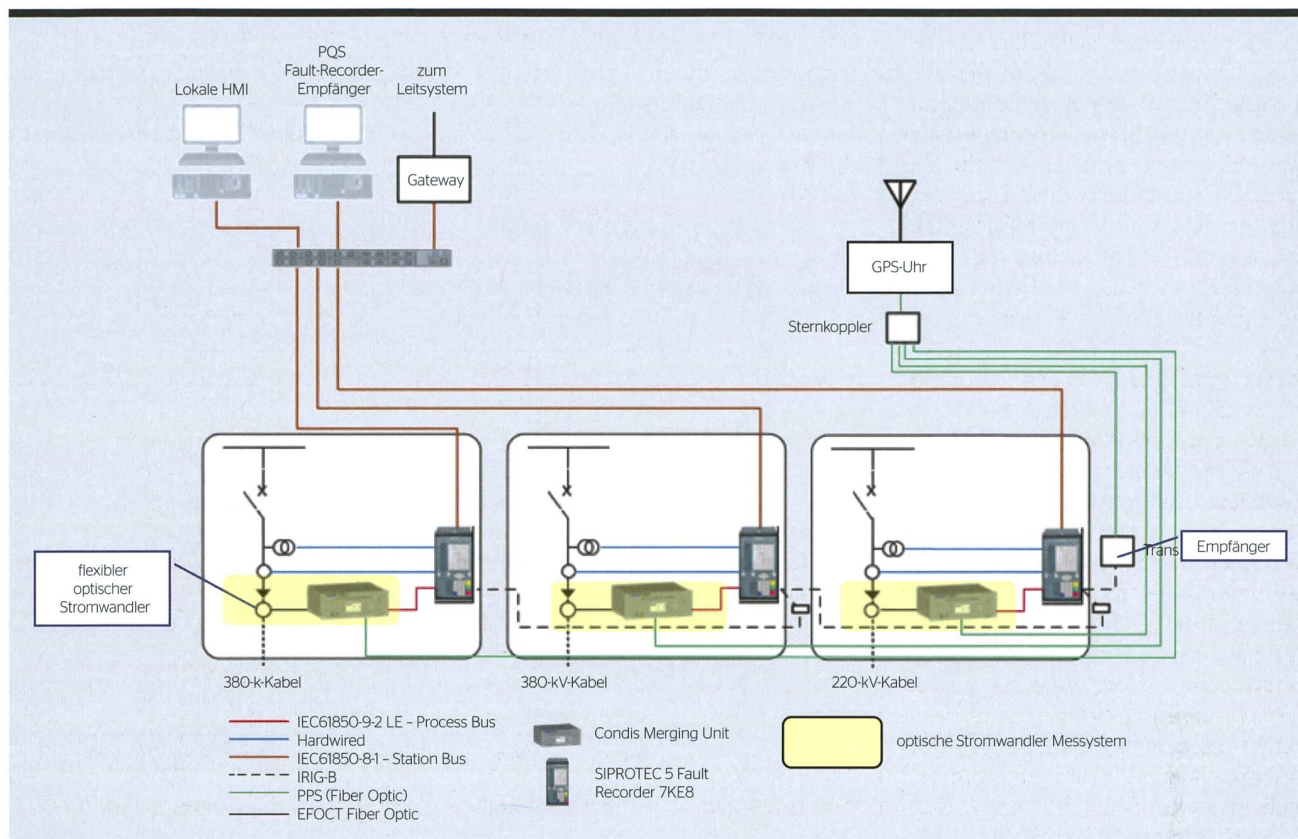 Lokale HMI
PQS
Fault-Recorder-
Empfänger
zum
Leitsystem
Gateway
GPS-Uhr
Sternkoppler
flexibler
optischer
Stromwandler
Trans
Empfänger
380-k-Kabel
380-kV-Kabel
220-kV-Kabel
IEC61850-9-2 LE – Process Bus
Hardwired
IEC61850-8-1 – Station Bus
IRIG-B
PPS (Fiber Optic)
EFOCT Fiber Optic
Condis Merging Unit
SIPROTEC 5 Fault
Recorder 7KE8
optische Stromwandler Messystem